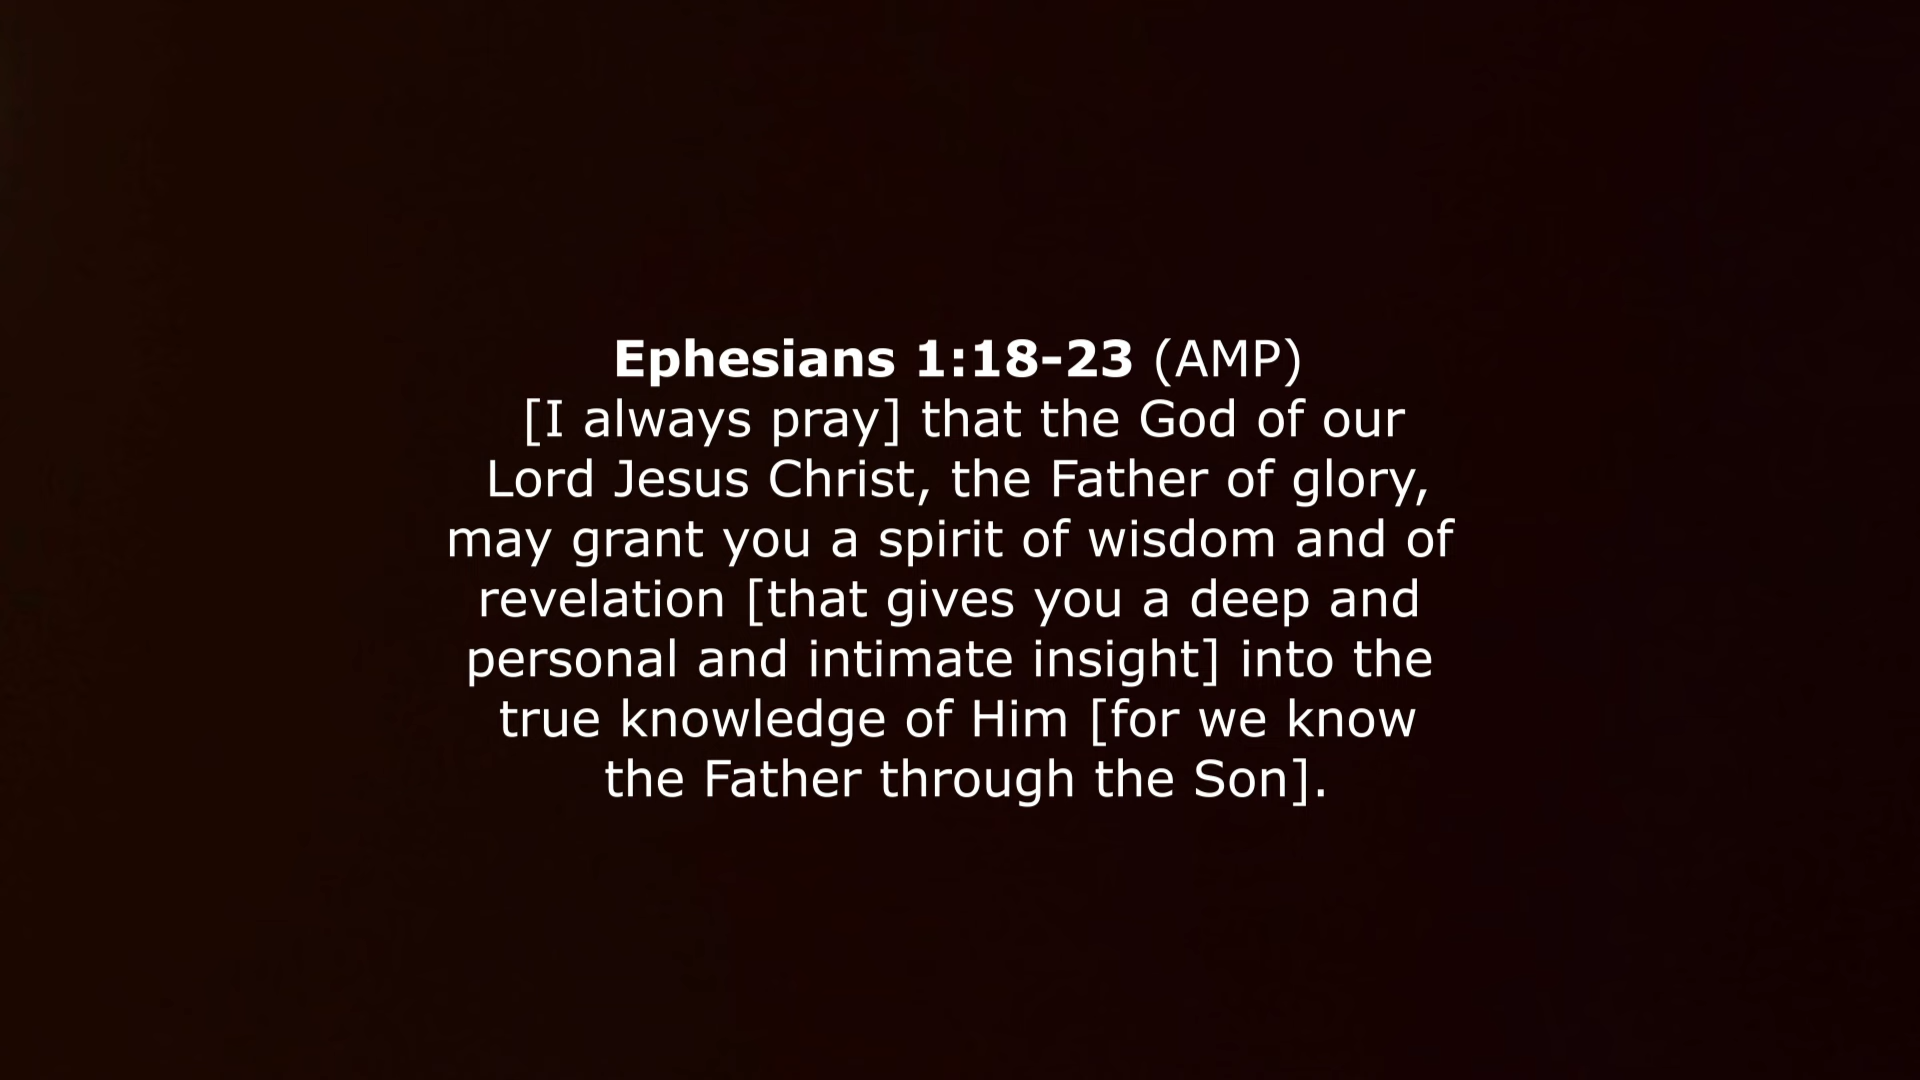 Ephesians 1:18-23 (AMP)
[I always pray] that the God of our
Lord Jesus Christ, the Father of glory,
may grant you a spirit of wisdom and of
revelation [that gives you a deep and
personal and intimate insight] into the
true knowledge of Him [for we know
the Father through the Son].